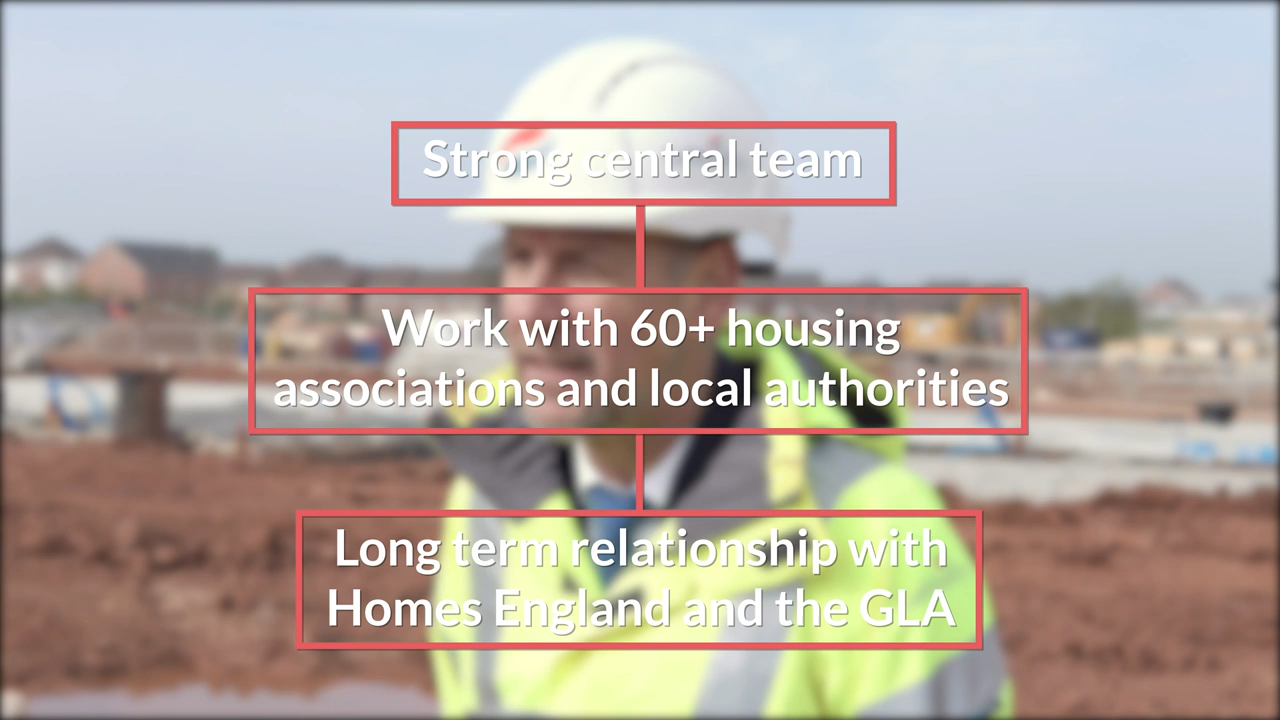 Strong central team
Work with 60+ housing
associations and local authorities
Long term relationship with
Homes England and the GLA